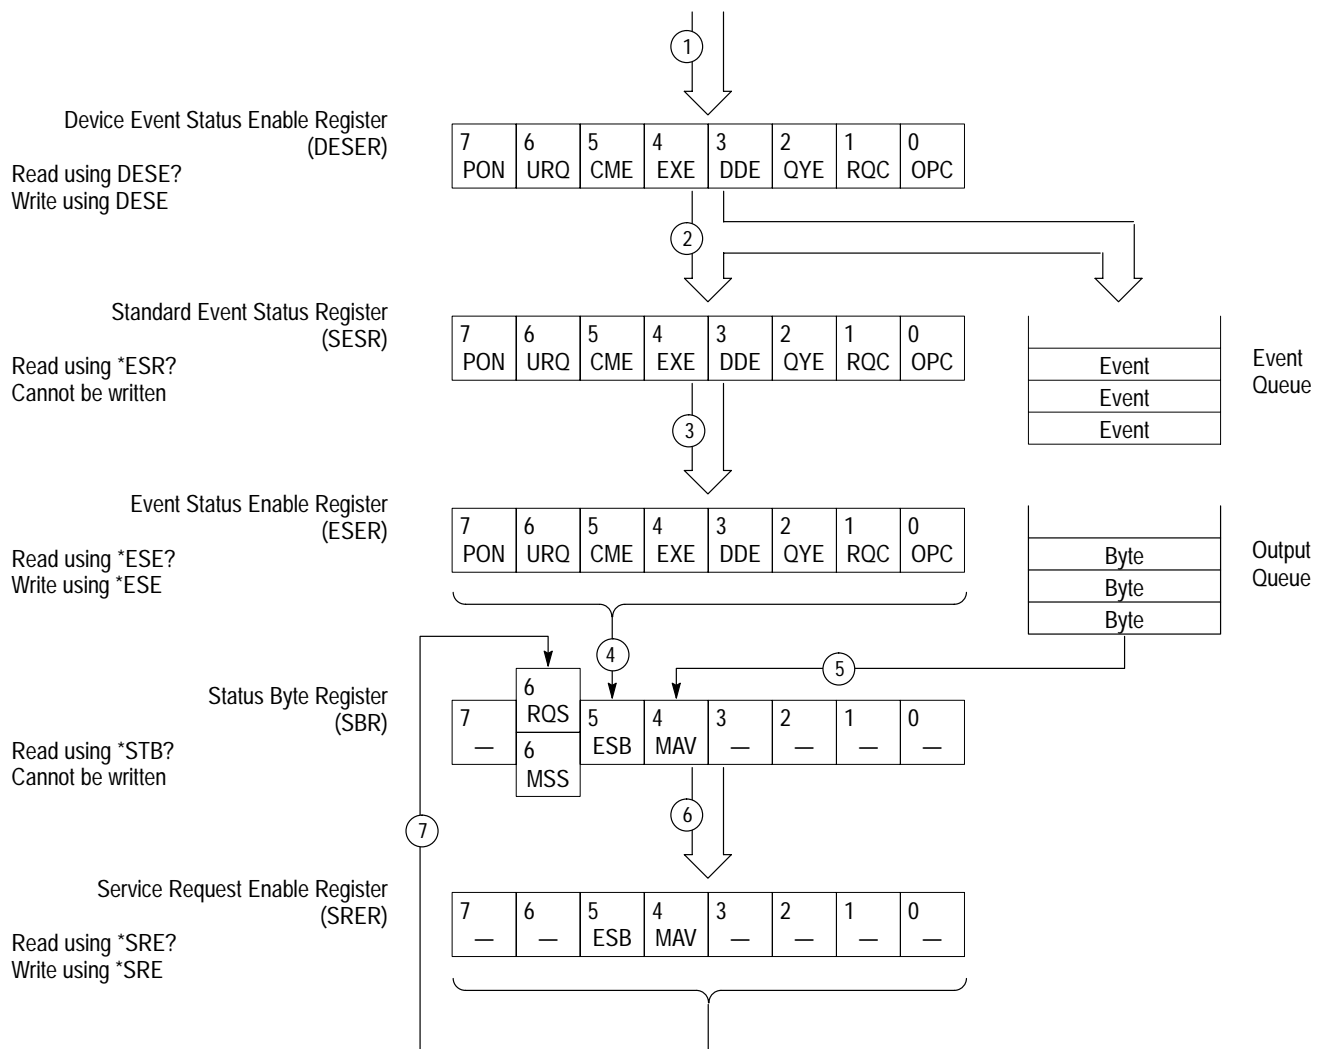 1
Device Event Status Enable Register
(DESER)
Read using DESE?
Write using DESE
7 6 5 4 3 2 1 0
PON URQ CME EXE DDE QYE RQC OPC
2
Standard Event Status Register
(SESR)
Read using *ESR?
Cannot be written
7 6 5 4 3 2 1 0
PON URQ CME EXE DDE QYE RQC OPC
Event
Event
Event
Event
Queue
3
Event Status Enable Register
(ESER)
Read using *ESE?
Write using *ESE
7 6 5 4 3 2 1 0
PON URQ CME EXE DDE QYE RQC OPC
Byte
Byte
Byte
Output
Queue
4
5
Status Byte Register
(SBR)
Read using *STB?
Cannot be written
6
RQS
7 5 4 3 2 1 0
— ESB MAV — — — —
6
MSS
6
7
Service Request Enable Register
(SRER)
Read using *SRE?
Write using *SRE
7 6 5 4 3 2 1 0
— — ESB MAV — — — —